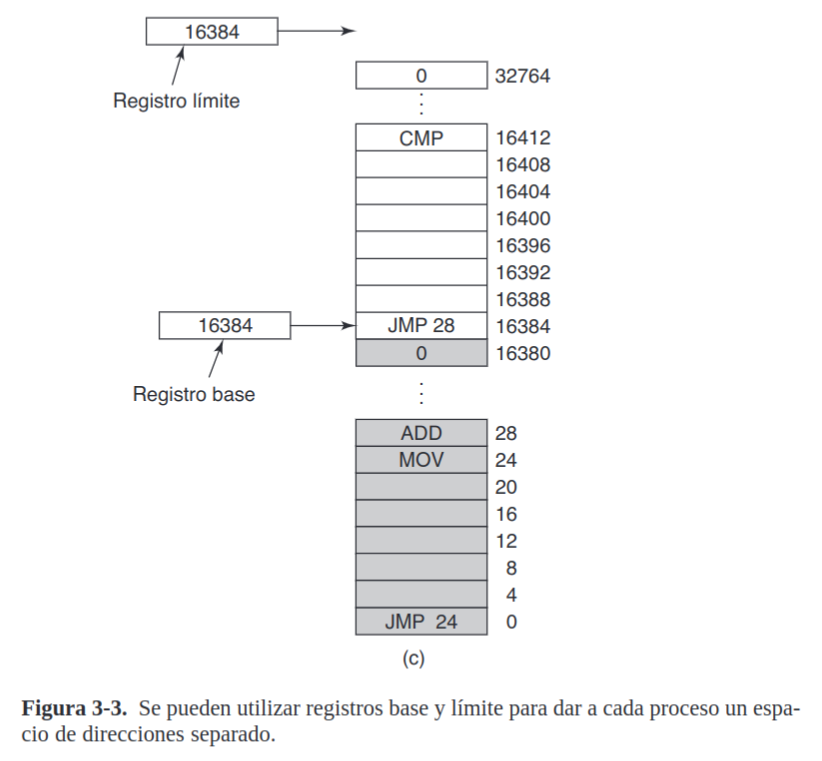 16384
Registro límite
0 32764
CMP 16412
16408
16404
16400
16396
16392
16388
16384 JMP 28 16384
0 16380
Registro base
ADD 28
MOV 24
20
16
12
8
4
JMP 24 0
(c)
Figura 3-3. Se pueden utilizar registros base y límite para dar a cada proceso un espa-
cio de direcciones separado.